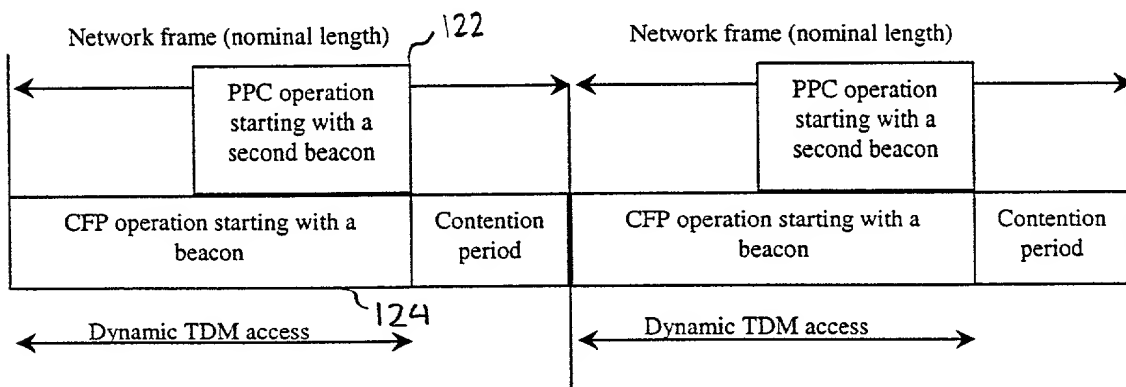 Network frame (nominal length)
122
Network frame (nominal length)
PPC operation
starting with a
second beacon
PPC operation
starting with a
second beacon
CFP operation starting with a
beacon
Contention
period
CFP operation starting with a
beacon
Contention
period
124
Dynamic TDM access
Dynamic TDM access